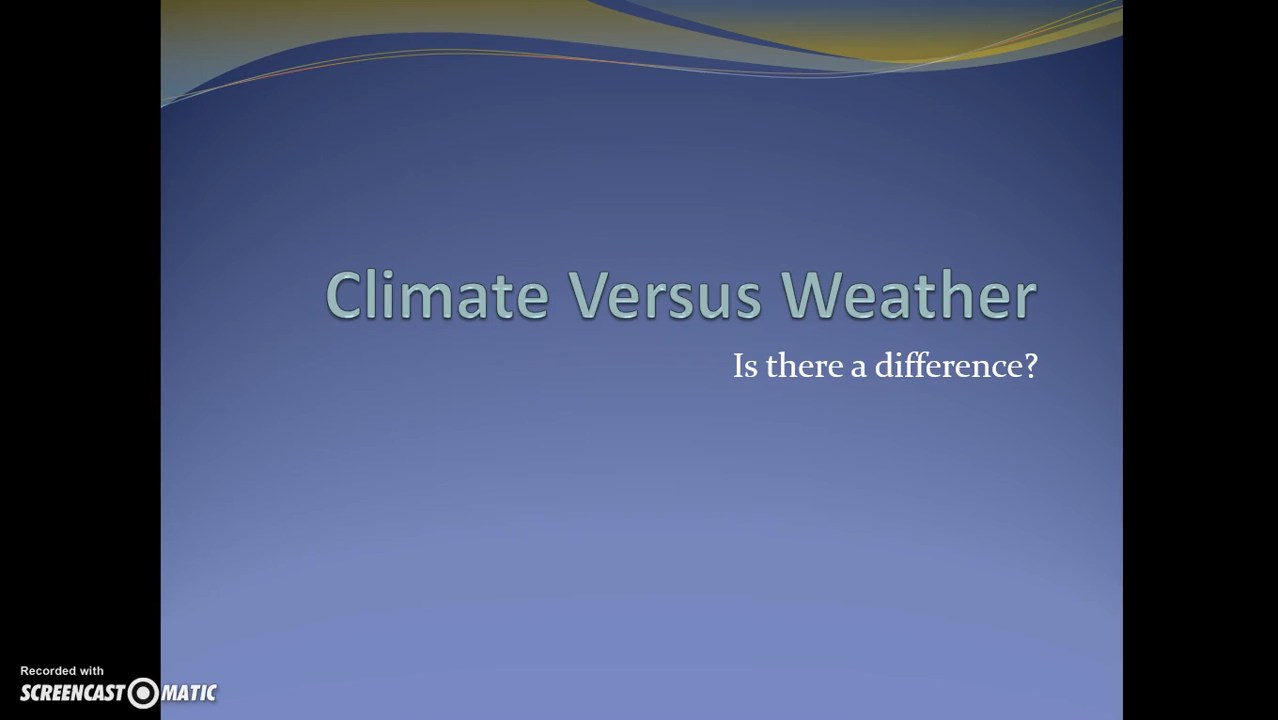 Climate Versus Weather
Is there a difference?
Recorded with
SCREENCAST MATIC